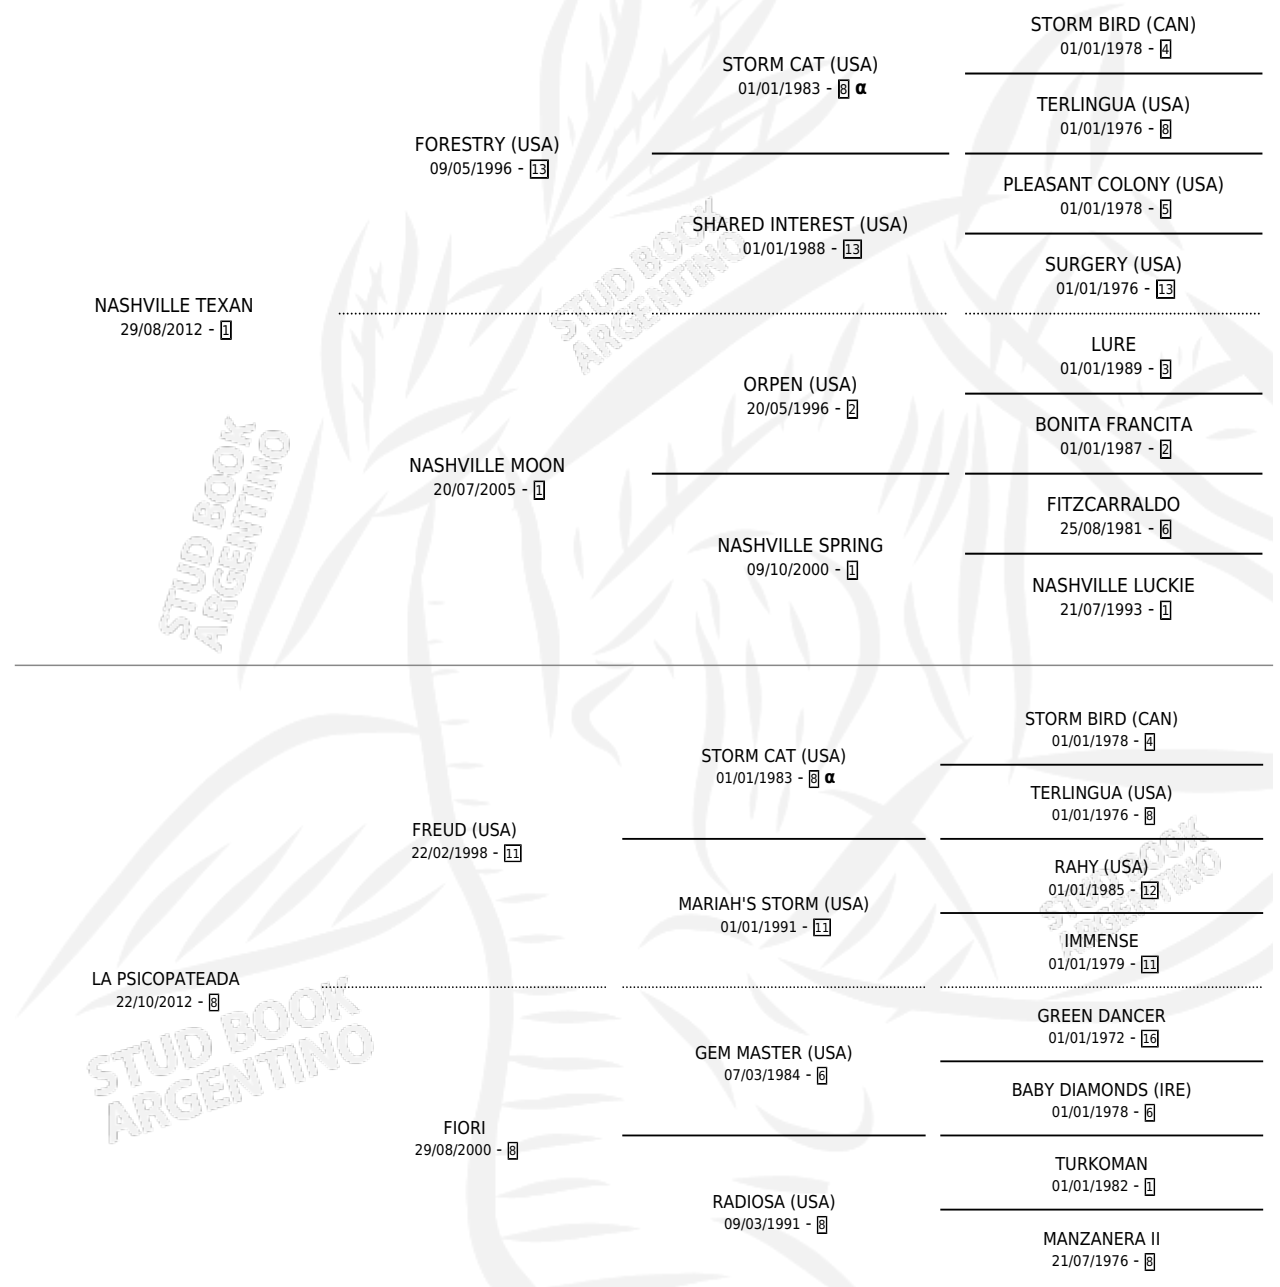 STORM BIRD (CAN)
01/01/1978 - 4
STORM CAT (USA)
01/01/1983 - 8 α
TERLINGUA (USA)
01/01/1976 - 8
FORESTRY (USA)
09/05/1996 - 13
PLEASANT COLONY (USA)
01/01/1978 - 5
SHARED INTEREST (USA)
01/01/1988 - 13
SURGERY (USA)
01/01/1976 - 13
NASHVILLE TEXAN
29/08/2012 - 1
LURE
01/01/1989 - 3
ORPEN (USA)
20/05/1996 - 2
BONITA FRANCITA
01/01/1987 - 2
NASHVILLE MOON
20/07/2005 - 1
FITZCARRALDO
25/08/1981 - 6
NASHVILLE SPRING
09/10/2000 - 1
NASHVILLE LUCKIE
21/07/1993 - 1
STORM BIRD (CAN)
01/01/1978 - 4
STORM CAT (USA)
01/01/1983 - 8 α
TERLINGUA (USA)
01/01/1976 - 8
FREUD (USA)
22/02/1998 - 11
RAHY (USA)
01/01/1985 - 12
MARIAH'S STORM (USA)
01/01/1991 - 11
IMMENSE
01/01/1979 - 11
LA PSICOPATEADA
22/10/2012 - 8
GREEN DANCER
01/01/1972 - 16
GEM MASTER (USA)
07/03/1984 - 6
BABY DIAMONDS (IRE)
01/01/1978 - 6
FIORI
29/08/2000 - 8
TURKOMAN
01/01/1982 - 1
RADIOSA (USA)
09/03/1991 - 8
MANZANERA II
21/07/1976 - 8
STUD BOOK
ARGENTINO
STUD BOOK
ARGENTINO
STUD BOOK
ARGENTINO
STUD BOOK
ARGENTINO